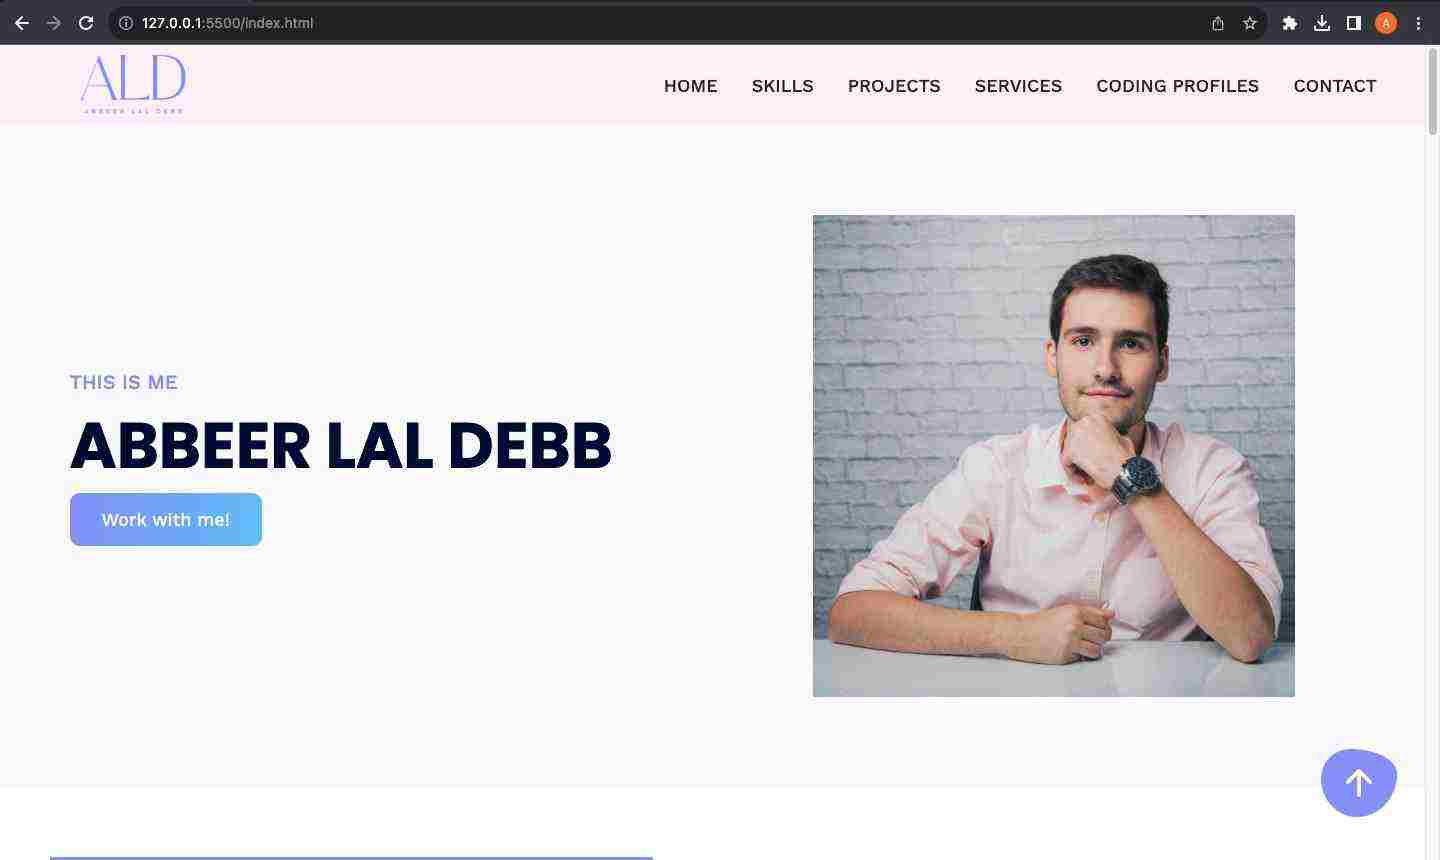 127.0.0.1:5500/index.html
A
ALD
ABBEER LAL DEBB
HOME SKILLS PROJECTS SERVICES CODING PROFILES CONTACT
THIS IS ME
ABBEER LAL DEBB
Work with me!